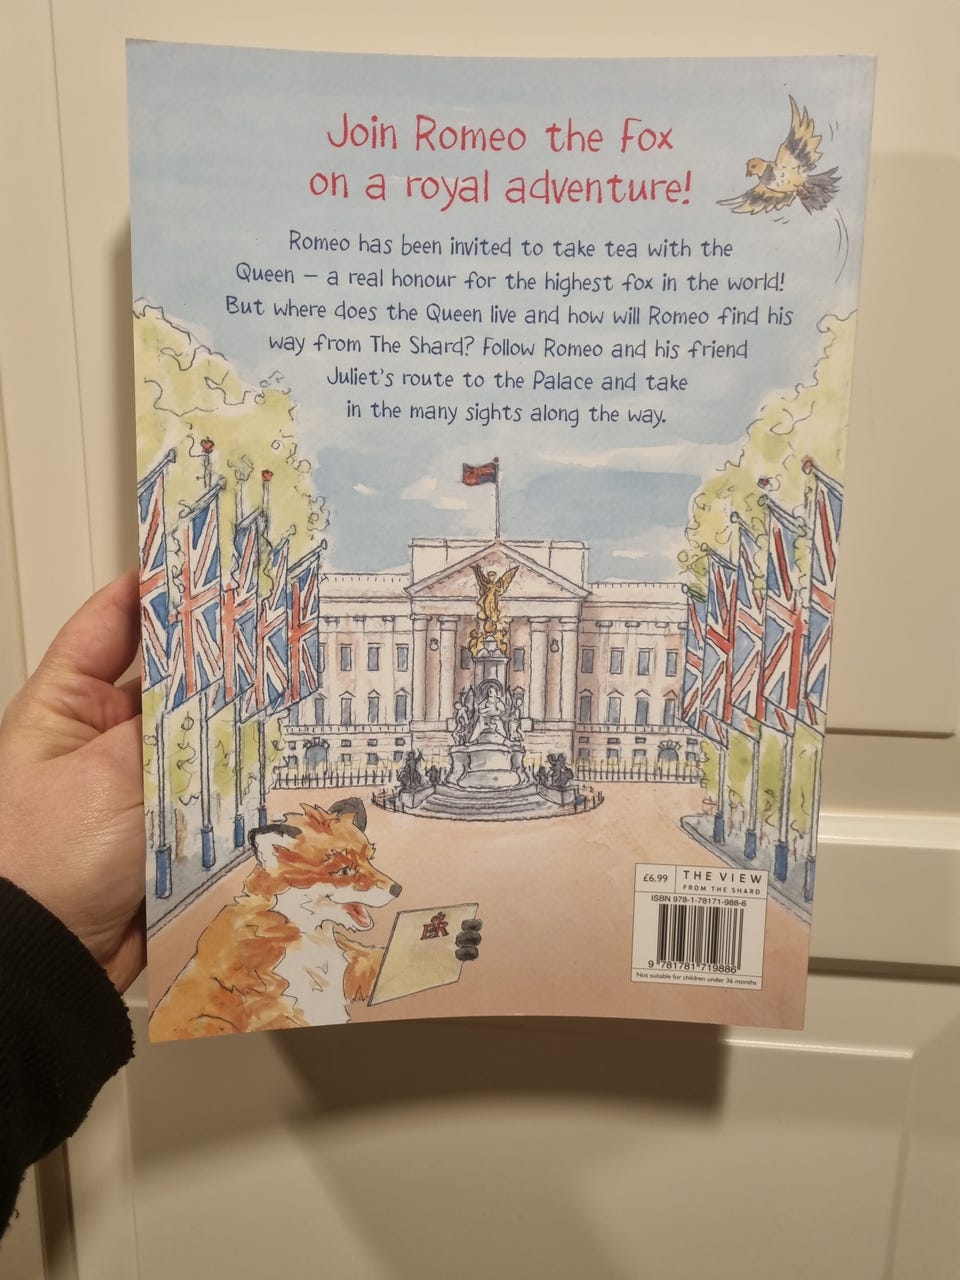 Join Romeo the Fox
on a royal adventure!
Romeo has been invited to take tea with the
Queen – a real honour for the highest fox in the world!
But where does the Queen live and how will Romeo find his
way from The Shard? Follow Romeo and his friend
Juliet's route to the Palace and take
in the many sights along the way.
EIIR
£6.99
THE VIEW
FROM THE SHARD
ISBN 978-1-78171-988-6
9 781781 719886
Not suitable for children under 36 months